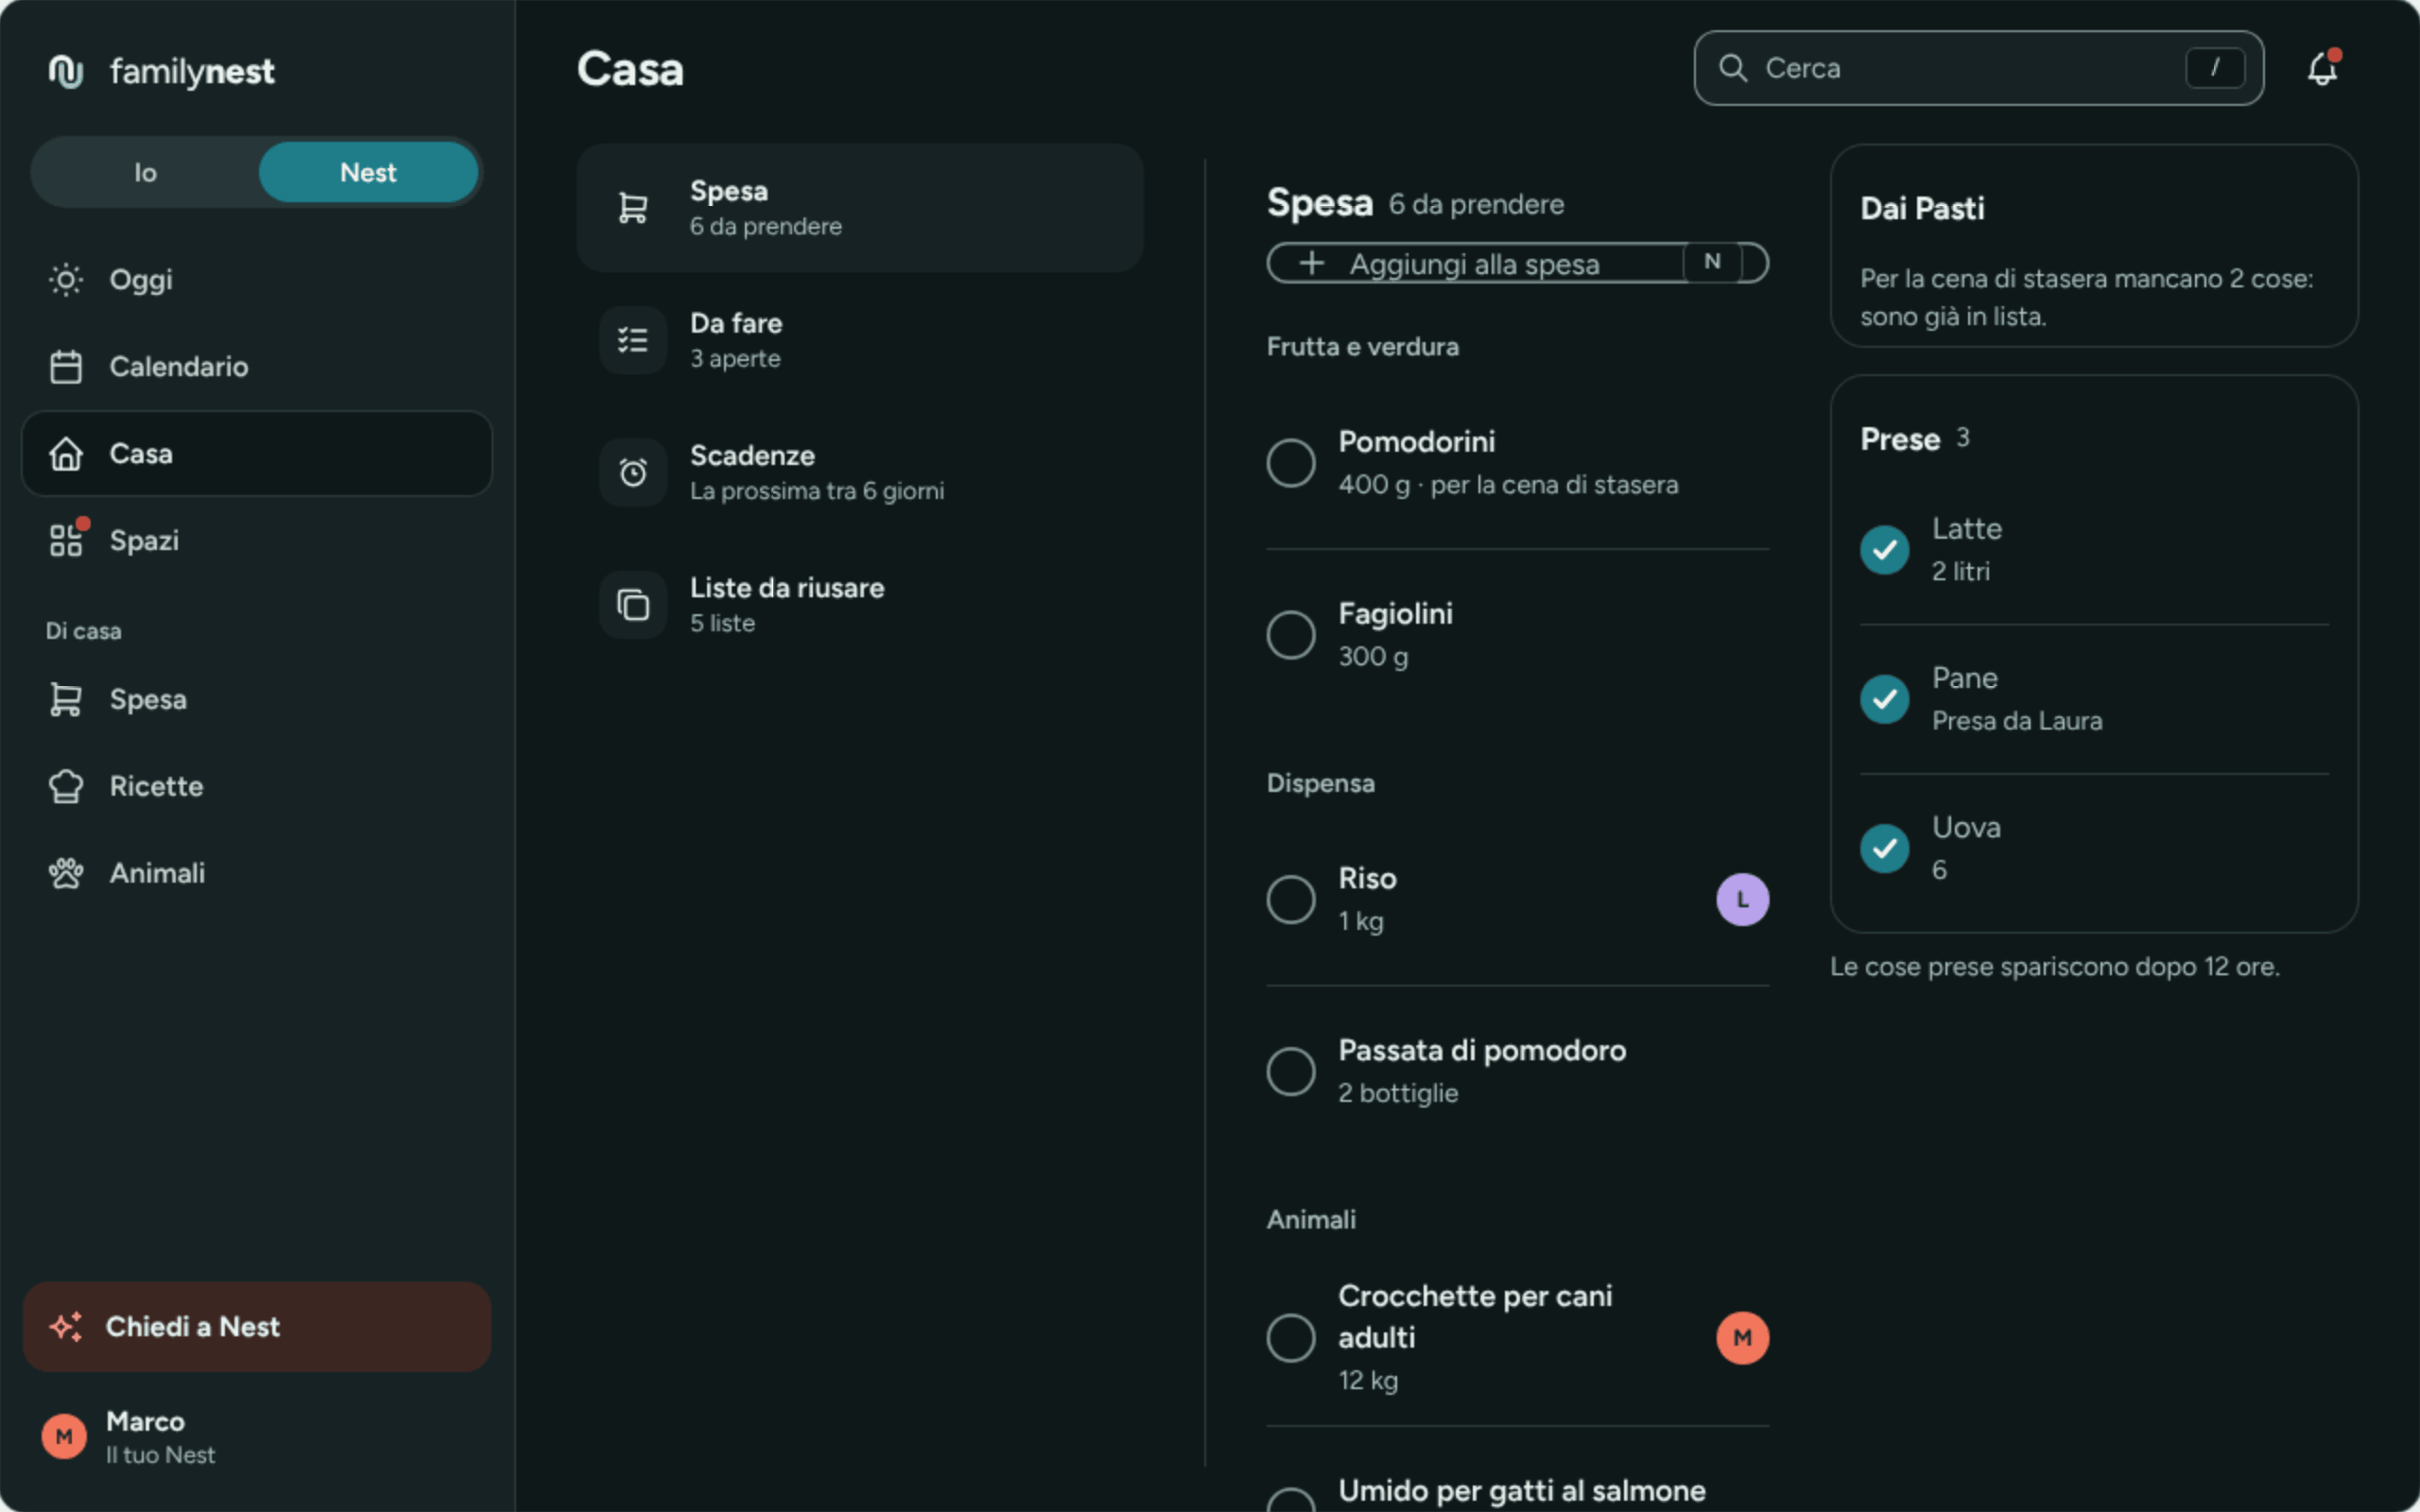 familynest
Io
Nest
Oggi
Calendario
Casa
Spazi
Di casa
Spesa
Ricette
Animali
Chiedi a Nest
M
Marco
Il tuo Nest
Casa
Cerca
/
Spesa
6 da prendere
Da fare
3 aperte
Scadenze
La prossima tra 6 giorni
Liste da riusare
5 liste
Spesa 6 da prendere
Aggiungi alla spesa
N
Frutta e verdura
Pomodorini
400 g · per la cena di stasera
Fagiolini
300 g
Dispensa
Riso
1 kg
L
Passata di pomodoro
2 bottiglie
Animali
Crocchette per cani
adulti
12 kg
M
Umido per gatti al salmone
Dai Pasti
Per la cena di stasera mancano 2 cose:
sono già in lista.
Prese 3
Latte
2 litri
Pane
Presa da Laura
Uova
6
Le cose prese spariscono dopo 12 ore.